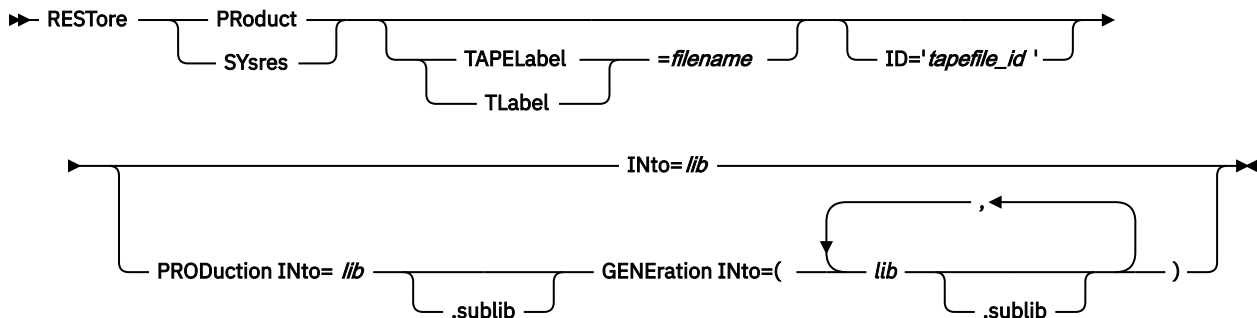 RESTore PRoduct
SYsres
TAPELabel =filename
TLabel
ID='tapefile_id '
INto= lib
,
PRODuction INto= lib GENEration INto=( lib )
.sublib .sublib